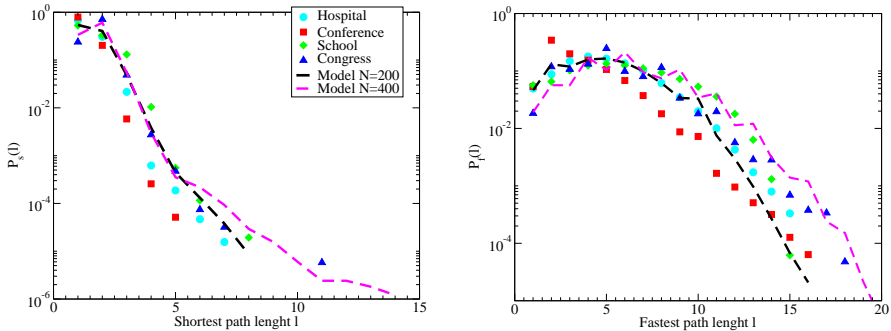 10^0
10^-2
10^-4
10^-6
P_s(l)
0 5 10 15
Shortest path lenght l
Hospital
Conference
School
Congress
Model N=200
Model N=400
10^0
10^-2
10^-4
P_f(l)
0 5 10 15 20
Fastest path lenght l